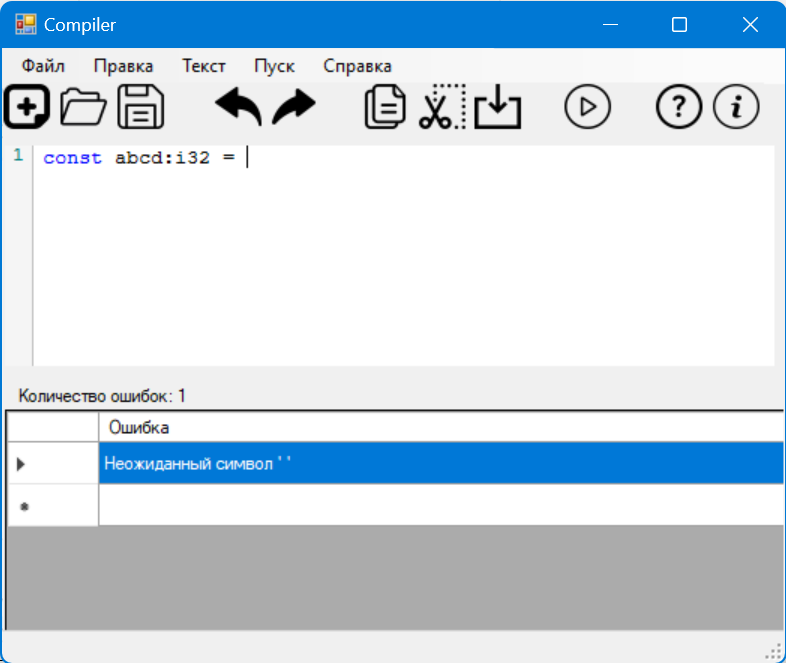 Compiler
Файл Правка Текст Пуск Справка
1 const abcd:i32 =
Количество ошибок: 1
Ошибка
Неожиданный символ ' '